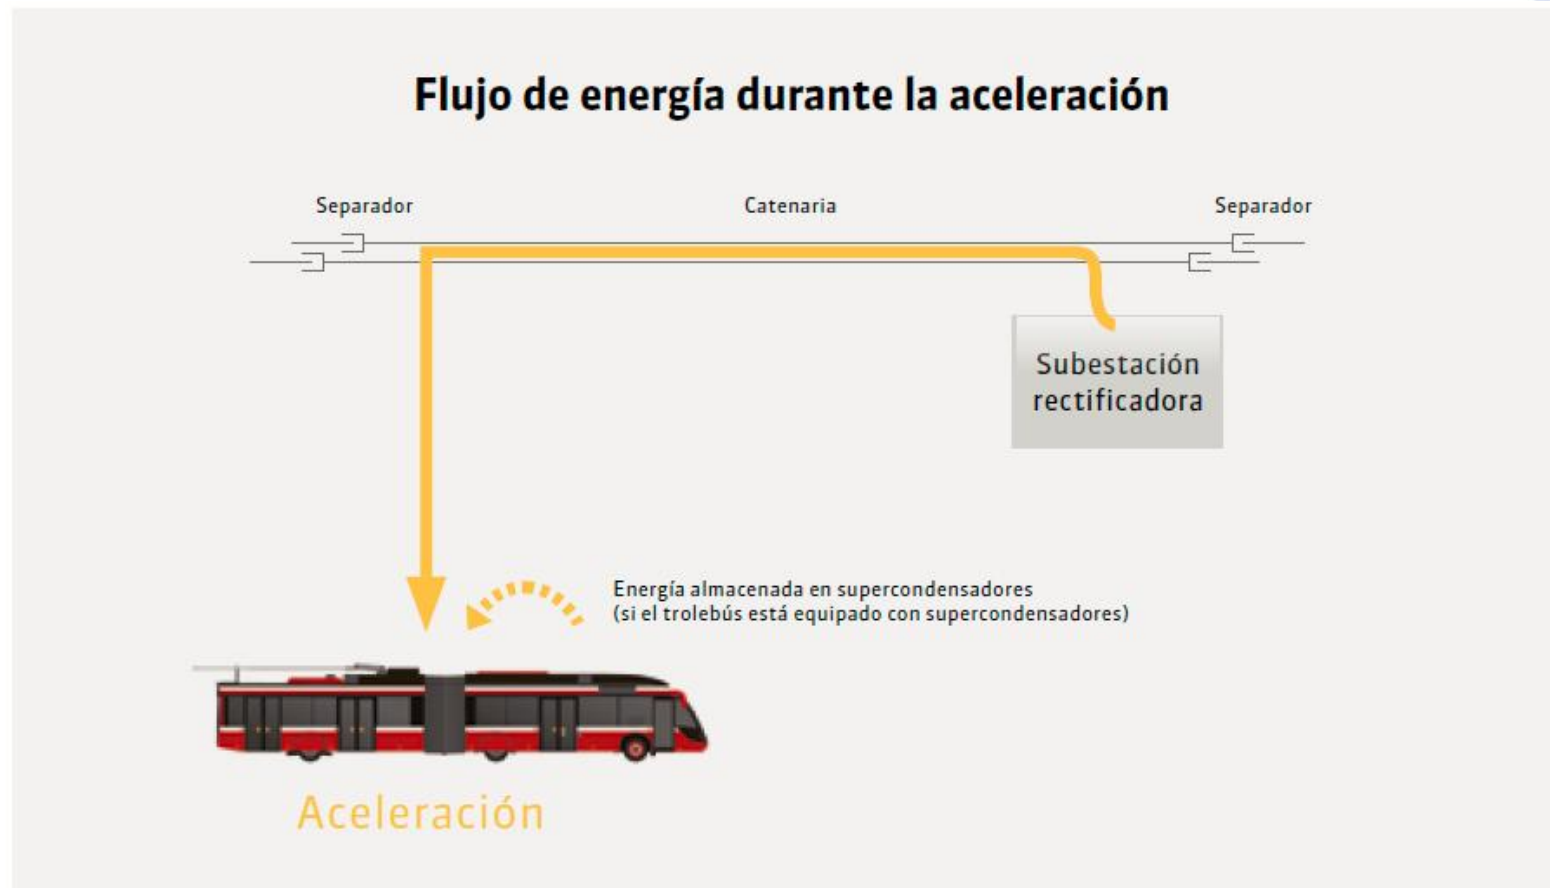 Flujo de energía durante la aceleración
Separador
Catenaria
Separador
Subestación
rectificadora
Energía almacenada en supercondensadores
(si el trolebús está equipado con supercondensadores)
Aceleración